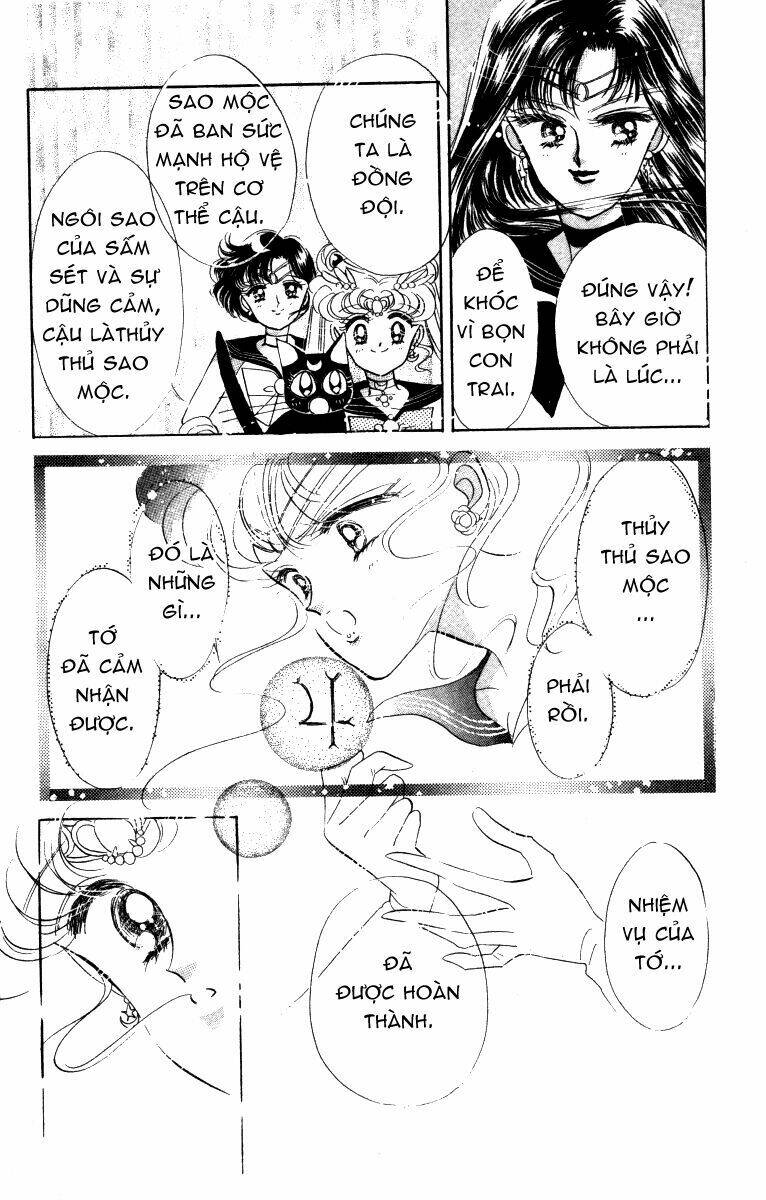 ĐÚNG VẬY!
BÂY GIỜ
KHÔNG PHẢI
LÀ LÚC...
ĐỂ
KHÓC
VÌ BỌN
CON
TRAI.
CHÚNG
TA LÀ
ĐỒNG
ĐỘI.
SAO MỘC
ĐÃ BAN SỨC
MẠNH HỘ VỆ
TRÊN CƠ
THỂ CẬU.
NGÔI SAO
CỦA SẤM
SÉT VÀ SỰ
DŨNG CẢM,
CẬU LÀTHỦY
THỦ SAO
MỘC.
THỦY
THỦ SAO
MỘC
...
PHẢI
RỒI.
ĐÓ LÀ
NHỮNG
GÌ...
TỚ
ĐÃ CẢM
NHẬN
ĐƯỢC.
NHIỆM
VỤ CỦA
TỚ...
ĐÃ
ĐƯỢC HOÀN
THÀNH.